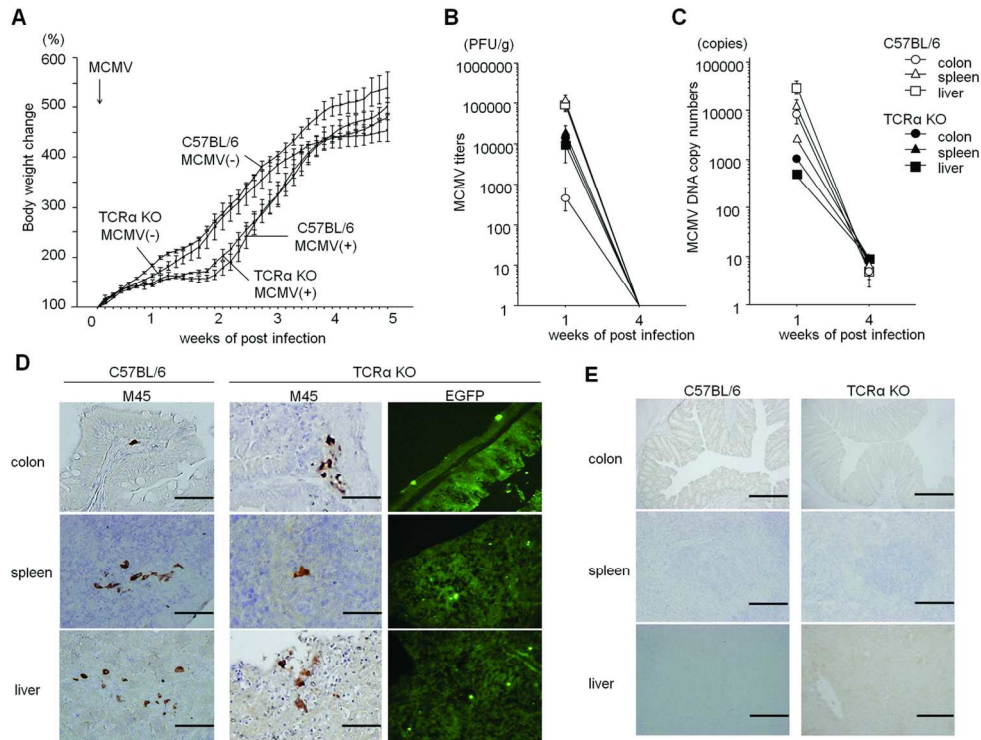 A
(%)
600
500
400
300
200
100
Body weight change
MCMV
C57BL/6
MCMV(-)
TCRα KO
MCMV(-)
C57BL/6
MCMV(+)
TCRα KO
MCMV(+)
0 1 2 3 4 5
weeks of post infection
B
(PFU/g)
1000000
100000
10000
1000
100
10
1
MCMV titers
1 4
weeks of post infection
C
(copies)
100000
10000
1000
100
10
1
MCMV DNA copy numbers
1 4
weeks of post infection
C57BL/6
colon
spleen
liver
TCRα KO
colon
spleen
liver
D
C57BL/6 TCRα KO
M45 M45 EGFP
colon
spleen
liver
E
C57BL/6 TCRα KO
colon
spleen
liver